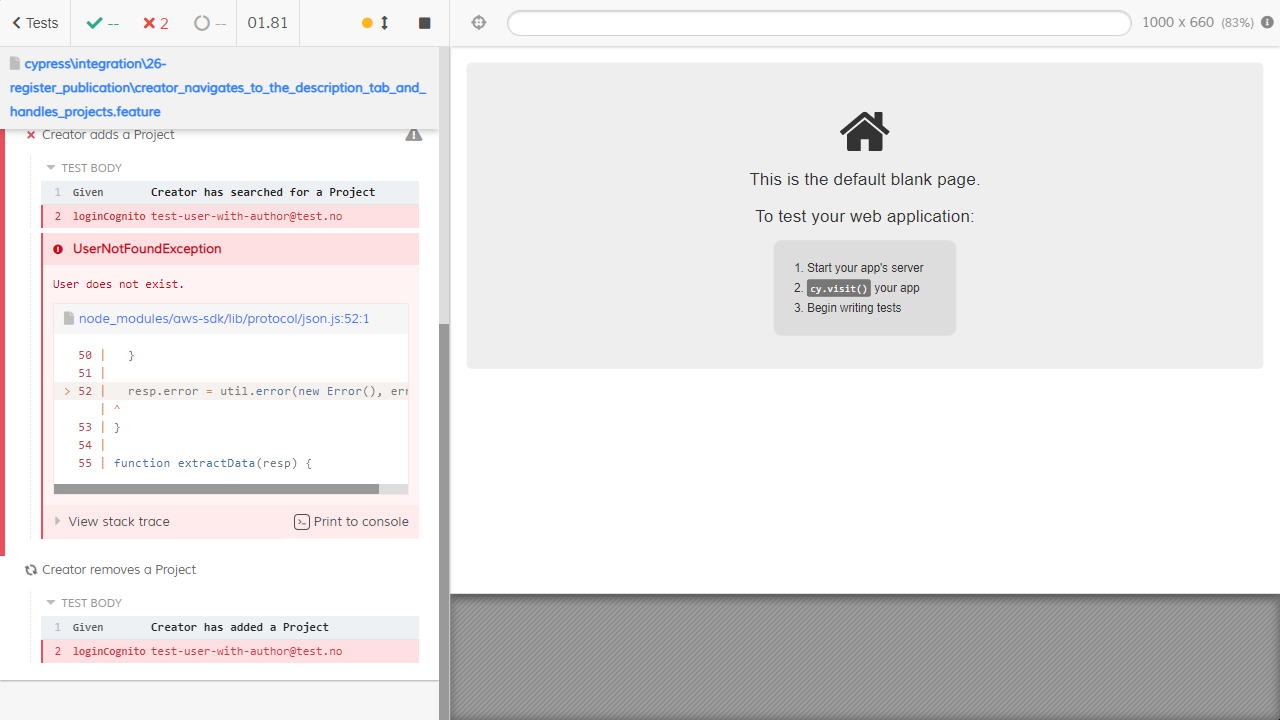 Tests -- 2 -- 01.81 1000 x 660 (83%)
cypress\integration\26-
register_publication\creator_navigates_to_the_description_tab_and_
handles_projects.feature
Creator adds a Project
TEST BODY
1 Given Creator has searched for a Project
2 loginCognito test-user-with-author@test.no
UserNotFoundException
User does not exist.
node_modules/aws-sdk/lib/protocol/json.js:52:1
50 | }
51 |
> 52 | resp.error = util.error(new Error(), err
| ^
53 | }
54 |
55 | function extractData(resp) {
View stack trace Print to console
Creator removes a Project
TEST BODY
1 Given Creator has added a Project
2 loginCognito test-user-with-author@test.no
This is the default blank page.
To test your web application:
1. Start your app's server
2. cy.visit() your app
3. Begin writing tests